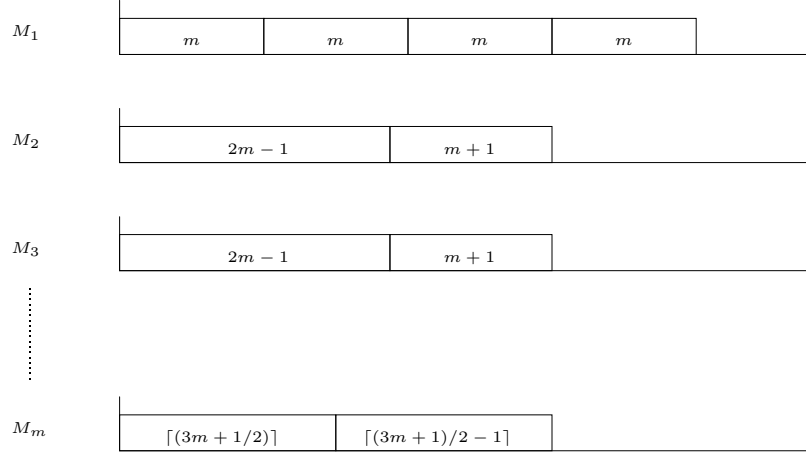 M₁ m m m m
M₂ 2m − 1 m + 1
M₃ 2m − 1 m + 1
Mₘ ⌈(3m + 1/2)⌉ ⌈(3m + 1)/2 − 1⌉